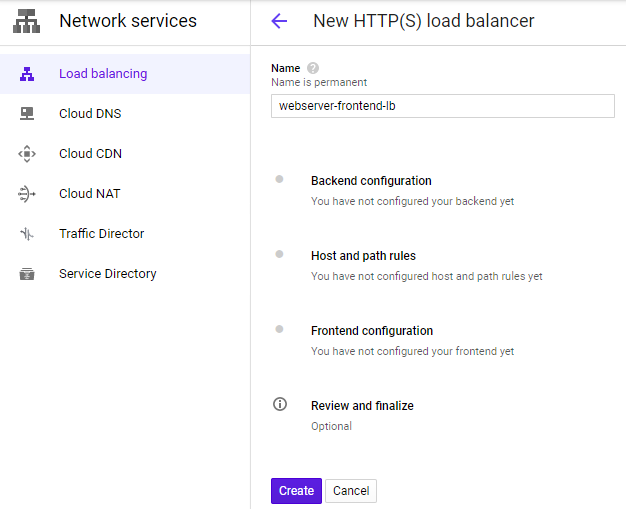 Network services
Load balancing
Cloud DNS
Cloud CDN
Cloud NAT
Traffic Director
Service Directory
New HTTP(S) load balancer
Name ?
Name is permanent
webserver-frontend-lb
Backend configuration
You have not configured your backend yet
Host and path rules
You have not configured host and path rules yet
Frontend configuration
You have not configured your frontend yet
Review and finalize
Optional
Create Cancel